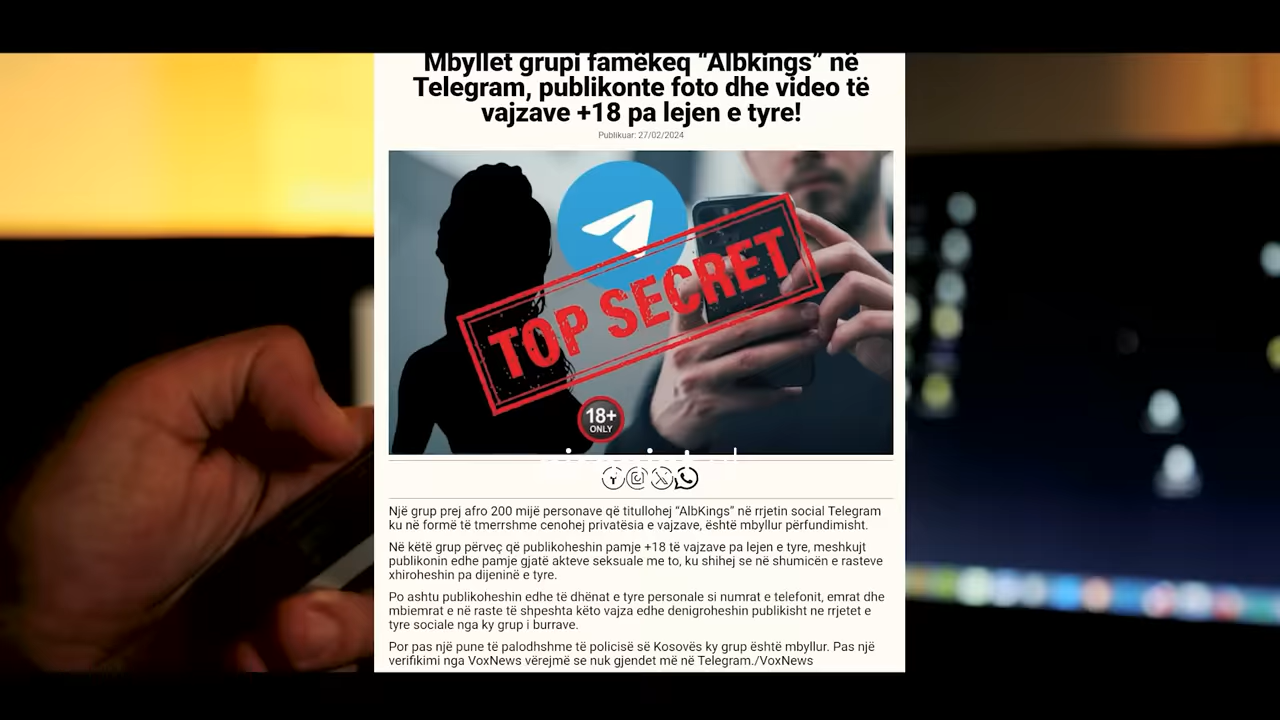 Mbyllet grupi famëkeq “Albkings” në
Telegram, publikonte foto dhe video të
vajzave +18 pa lejen e tyre!
Publikuar: 27/02/2024
TOP SECRET
18+
ONLY
Një grup prej afro 200 mijë personave që titullohej “AlbKings” në rrjetin social Telegram
ku në formë të tmerrshme cenohej privatësia e vajzave, është mbyllur përfundimisht.
Në këtë grup përveç që publikoheshin pamje +18 të vajzave pa lejen e tyre, meshkujt
publikonin edhe pamje gjatë akteve seksuale me to, ku shihej se në shumicën e rasteve
xhiroheshin pa dijeninë e tyre.
Po ashtu publikoheshin edhe të dhënat e tyre personale si numrat e telefonit, emrat dhe
mbiemrat e në raste të shpeshta këto vajza edhe denigroheshin publikisht ne rrjetet e
tyre sociale nga ky grup i burrave.
Por pas një pune të palodhshme të policisë së Kosovës ky grup është mbyllur. Pas një
verifikimi nga VoxNews vërejmë se nuk gjendet më në Telegram./VoxNews